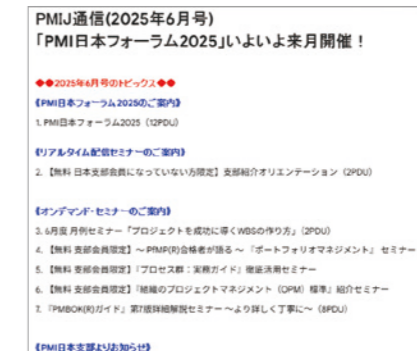 PMIJ通信(2025年6月号)
「PMI日本フォーラム2025」いよいよ来月開催！
◆◆2025年6月号のトピックス◆◆
《PMI日本フォーラム2025のご案内》
1. PMI日本フォーラム2025（12PDU）
《リアルタイム配信セミナーのご案内》
2. 【無料 日本支部会員になっていない方限定】支部紹介オリエンテーション（2PDU）
《オンデマンド・セミナーのご案内》
3. 6月度 月例セミナー「プロジェクトを成功に導くWBSの作り方」（2PDU）
4. 【無料 支部会員限定】～ PfMP(R)合格者が語る ～ 『ポートフォリオマネジメント』 セミナー
5. 【無料 支部会員限定】『プロセス群：実務ガイド』徹底活用セミナー
6. 【無料 支部会員限定】『組織のプロジェクトマネジメント（OPM）標準』紹介セミナー
7. 『PMBOK(R)ガイド』第7版詳細解説セミナー ～より詳しく丁寧に～（8PDU）
《PMI日本支部よりお知らせ》